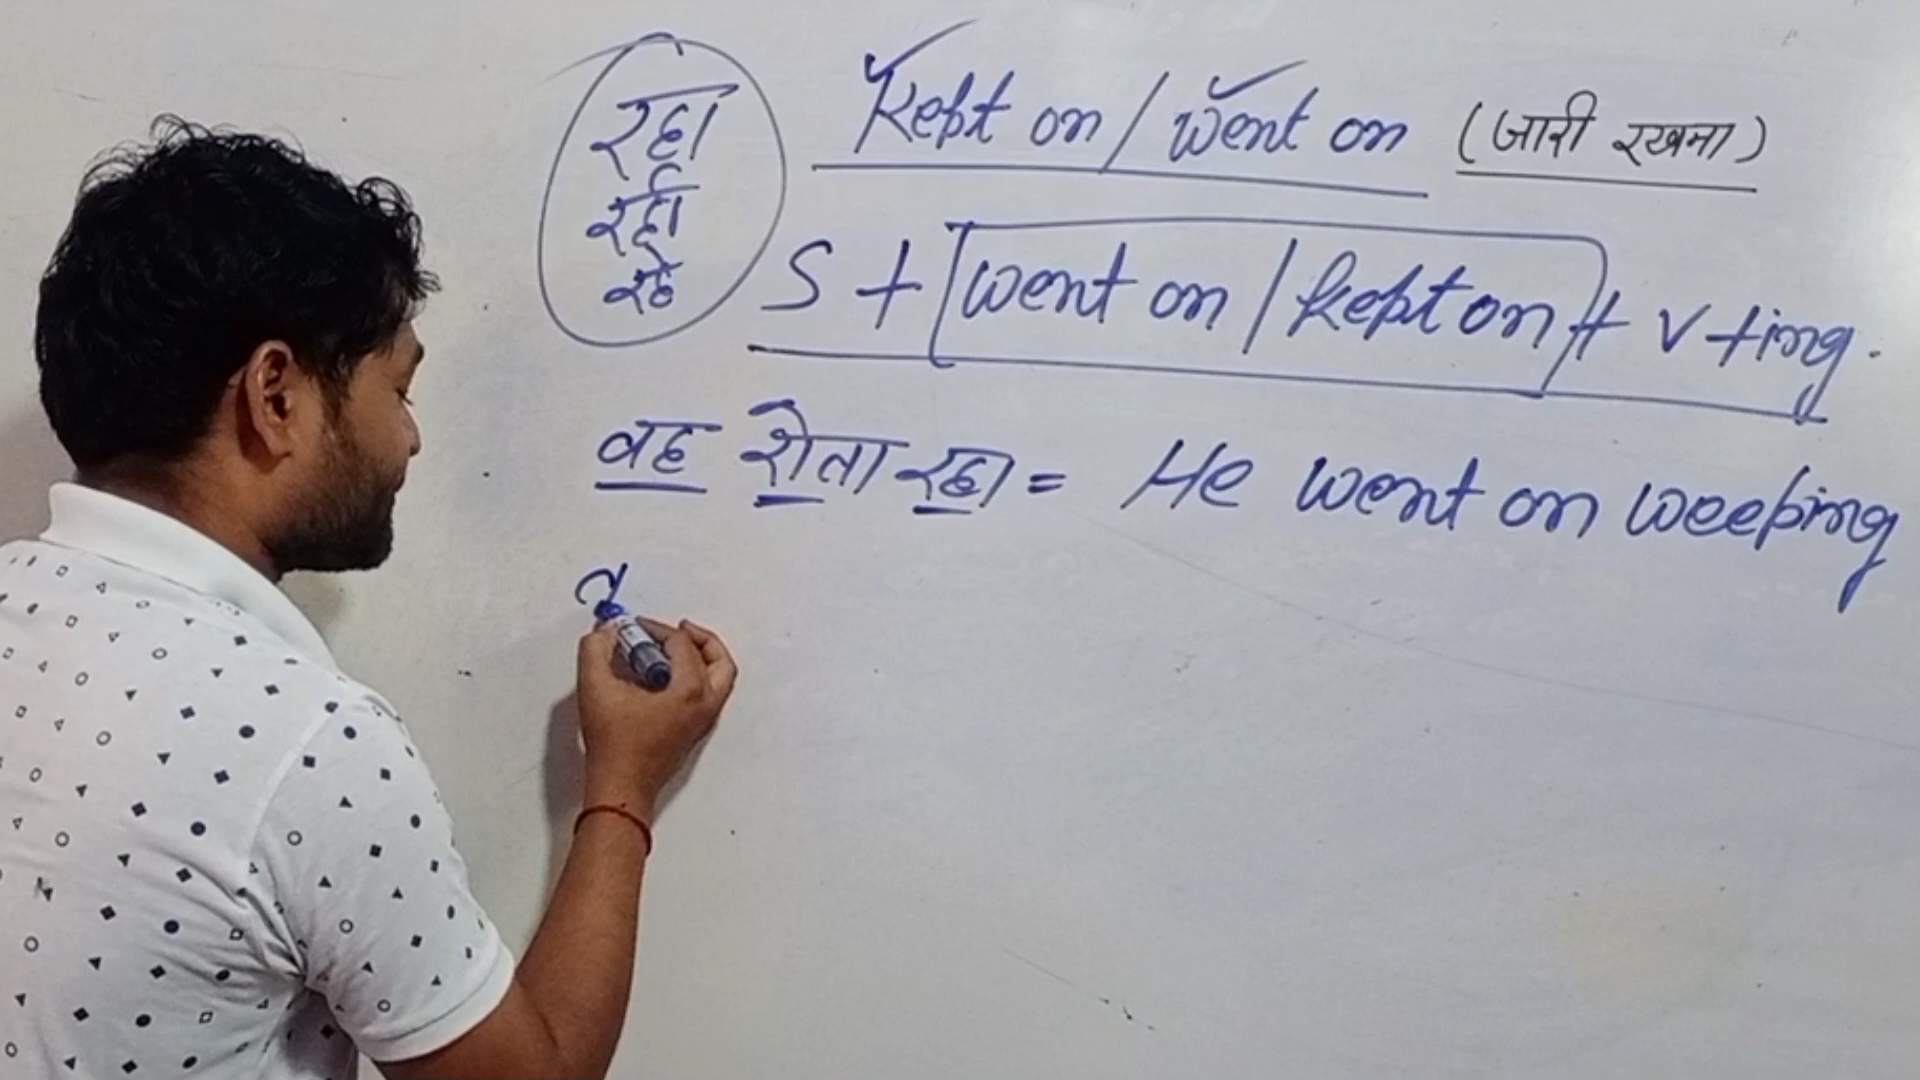 रहा
रही
रहे
Kept on / Went on (जारी रखना)
S + [went on / kept on] + V + ing.
वह रोता रहा = He went on weeping